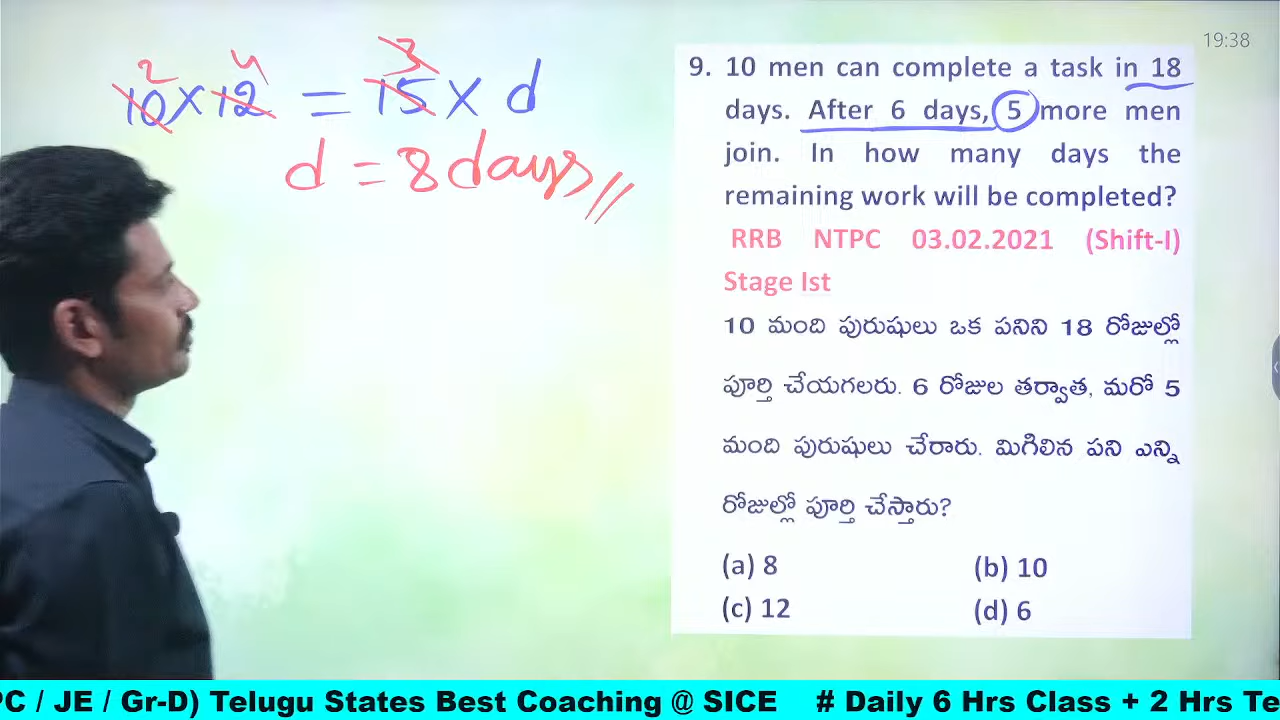 19:38
2 4 3
10 × 12 = 15 × d
d = 8 days //
9. 10 men can complete a task in 18
days. After 6 days, 5 more men
join. In how many days the
remaining work will be completed?
RRB NTPC 03.02.2021 (Shift-I)
Stage Ist
10 మంది పురుషులు ఒక పనిని 18 రోజుల్లో
పూర్తి చేయగలరు. 6 రోజుల తర్వాత, మరో 5
మంది పురుషులు చేరారు. మిగిలిన పని ఎన్ని
రోజుల్లో పూర్తి చేస్తారు?
(a) 8 (b) 10
(c) 12 (d) 6
PC / JE / Gr-D) Telugu States Best Coaching @ SICE # Daily 6 Hrs Class + 2 Hrs Te